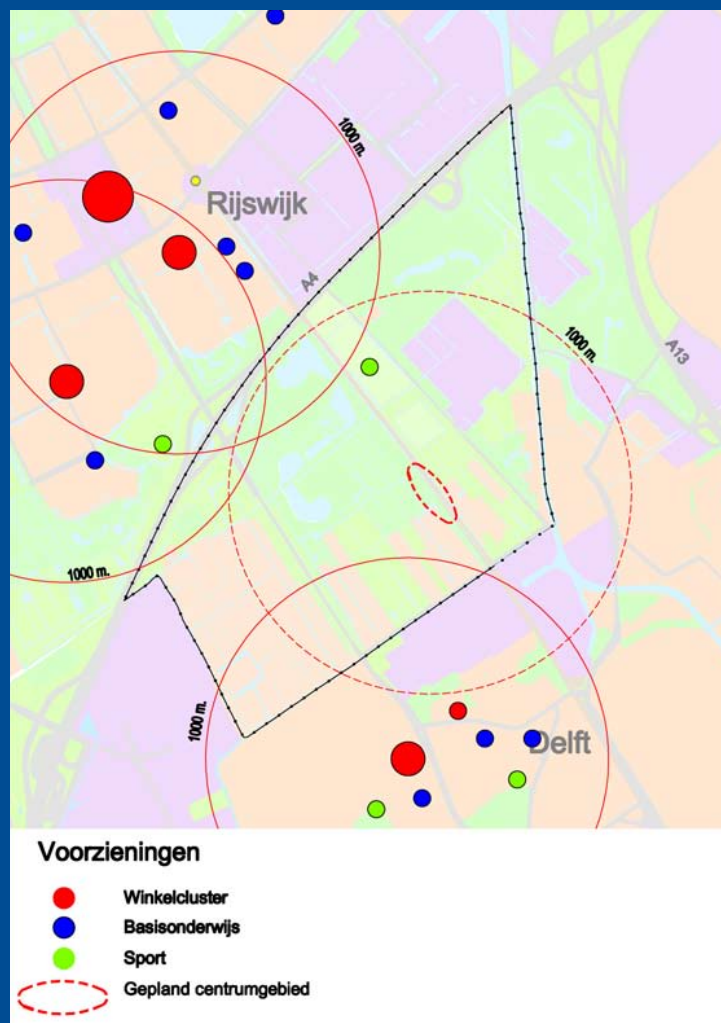 1000 m.
Rijswijk
A4
1000 m.
A13
1000 m.
1000 m.
Delft
Voorzieningen
Winkelcluster
Basisonderwijs
Sport
Gepland centrumgebied